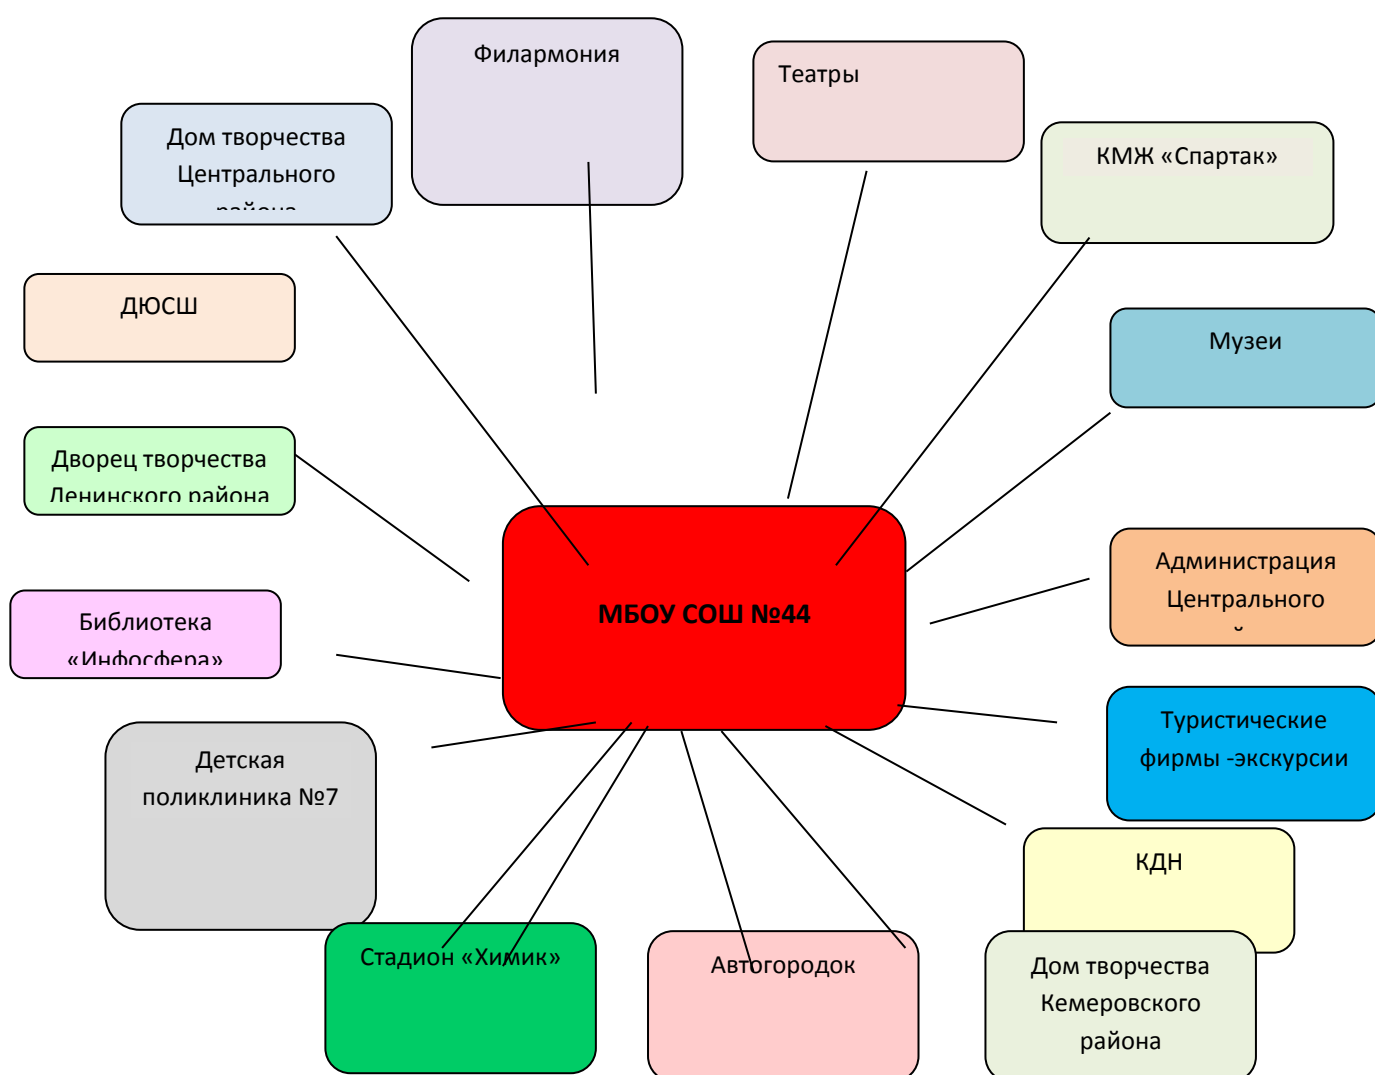 Филармония
Театры
Дом творчества
Центрального
района
КМЖ «Спартак»
ДЮСШ
Музеи
Дворец творчества
Ленинского района
Администрация
Центрального
МБОУ СОШ №44
Библиотека
«Инфосфера»
Туристические
фирмы -экскурсии
Детская
поликлиника №7
КДН
Стадион «Химик»
Автогородок
Дом творчества
Кемеровского
района